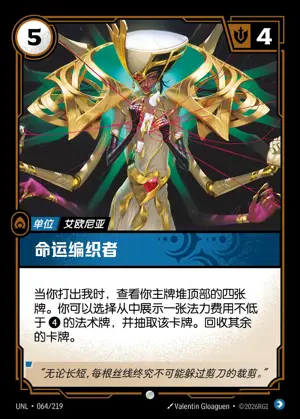 5
4
单位 艾欧尼亚
命运编织者
当你打出我时，查看你主牌堆顶部的四张
牌。你可以选择从中展示一张法力费用不低
于 4 的法术牌，并抽取该卡牌。回收其余
的卡牌。
“无论长短，每根丝线终究不可能躲过剪刀的裁剪。”
UNL • 064/219
Valentin Gloaguen
©2026RGI